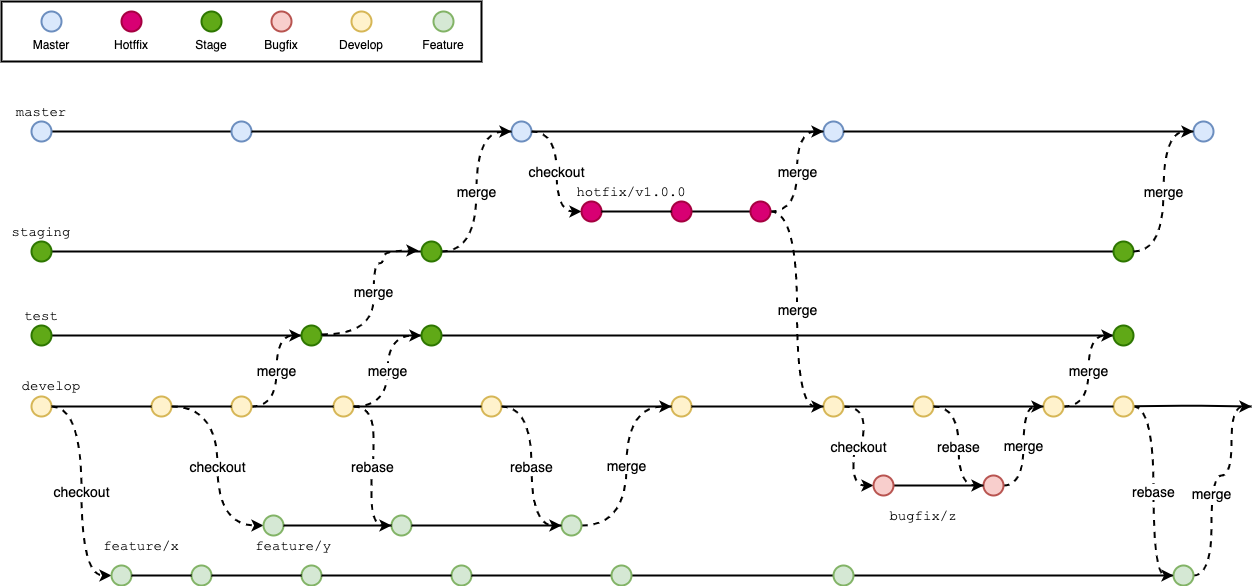 Master Hotffix Stage Bugfix Develop Feature
master
checkout
merge
hotfix/v1.0.0
merge
merge
staging
merge
merge
test
merge
merge
merge
develop
checkout
rebase
rebase
merge
checkout
rebase
merge
checkout
rebase
merge
bugfix/z
feature/x
feature/y